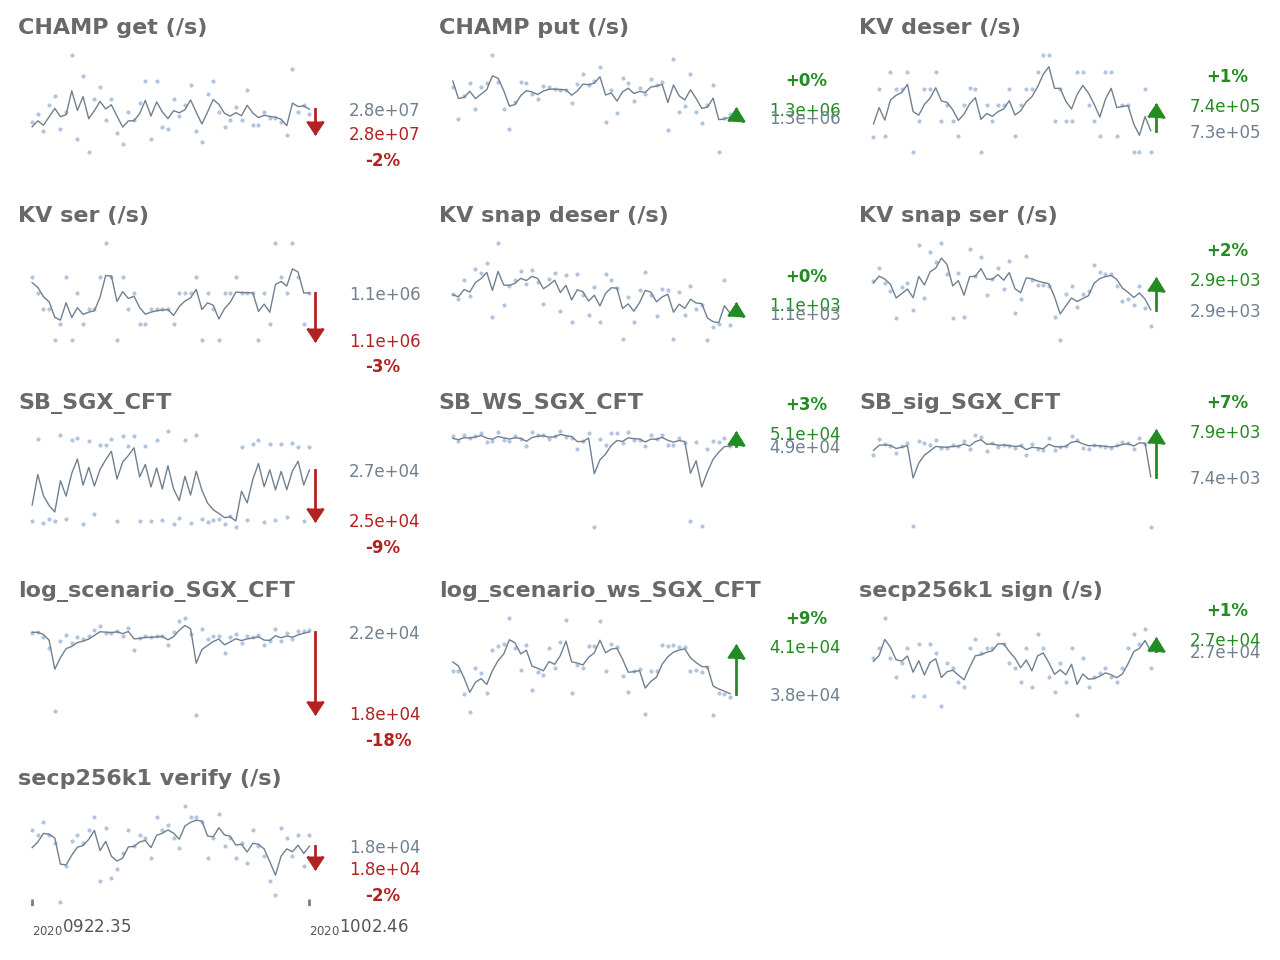 CHAMP get (/s)
2.8e+07
2.8e+07
-2%
CHAMP put (/s)
+0%
1.3e+06
1.3e+06
KV deser (/s)
+1%
7.4e+05
7.3e+05
KV ser (/s)
1.1e+06
1.1e+06
-3%
KV snap deser (/s)
+0%
1.1e+03
1.1e+03
KV snap ser (/s)
+2%
2.9e+03
2.9e+03
SB_SGX_CFT
2.7e+04
2.5e+04
-9%
SB_WS_SGX_CFT
+3%
5.1e+04
4.9e+04
SB_sig_SGX_CFT
+7%
7.9e+03
7.4e+03
log_scenario_SGX_CFT
2.2e+04
1.8e+04
-18%
log_scenario_ws_SGX_CFT
+9%
4.1e+04
3.8e+04
secp256k1 sign (/s)
+1%
2.7e+04
2.7e+04
secp256k1 verify (/s)
1.8e+04
1.8e+04
-2%
2020 0922.35
2020 1002.46